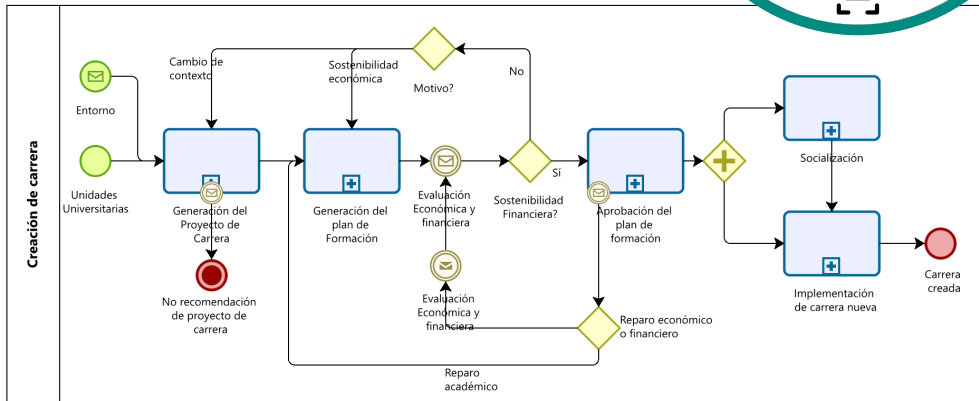 Creación de carrera
Entorno
Unidades
Universitarias
Cambio de
contexto
Generación del
Proyecto de
Carrera
No recomendación
de proyecto de
carrera
Sostenibilidad
económica
Motivo?
No
Generación del
plan de
Formación
Evaluación
Económica y
financiera
Evaluación
Económica y
financiera
Sostenibilidad
Financiera?
Sí
Aprobación del
plan de
formación
Reparo económico
o financiero
Reparo
académico
Socialización
Implementación
de carrera nueva
Carrera
creada